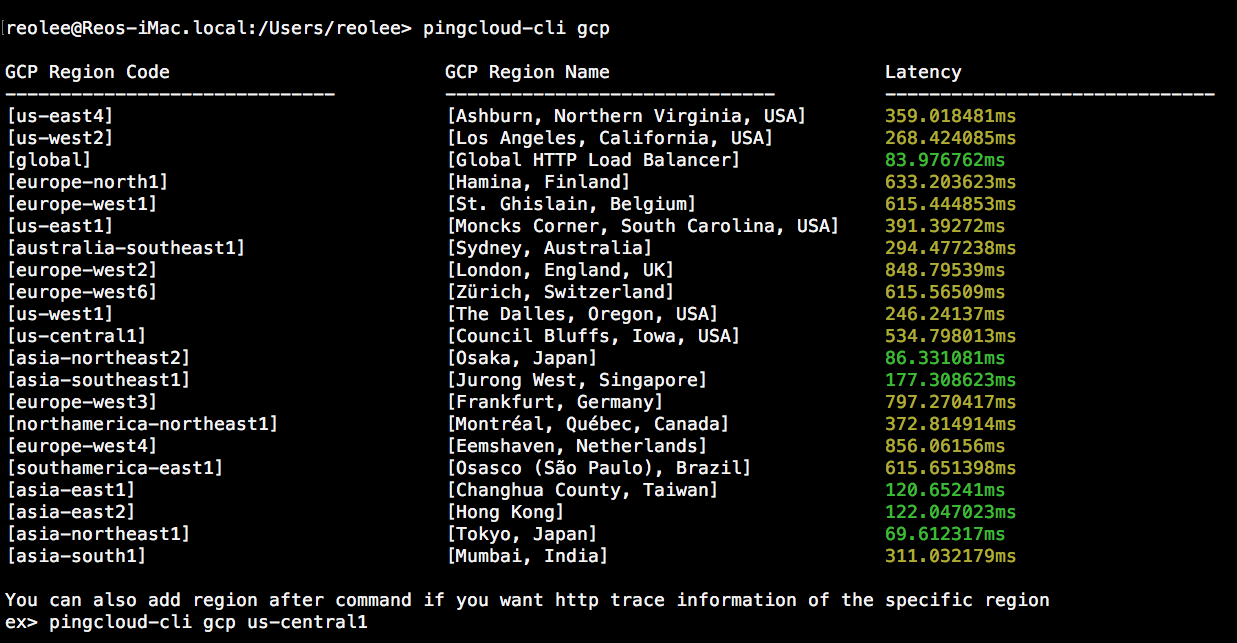 reolee@Reos-iMac.local:/Users/reolee> pingcloud-cli gcp
GCP Region Code GCP Region Name Latency
------------------------------ ------------------------------ ------------------------------
[us-east4] [Ashburn, Northern Virginia, USA] 359.018481ms
[us-west2] [Los Angeles, California, USA] 268.424085ms
[global] [Global HTTP Load Balancer] 83.976762ms
[europe-north1] [Hamina, Finland] 633.203623ms
[europe-west1] [St. Ghislain, Belgium] 615.444853ms
[us-east1] [Moncks Corner, South Carolina, USA] 391.39272ms
[australia-southeast1] [Sydney, Australia] 294.477238ms
[europe-west2] [London, England, UK] 848.79539ms
[europe-west6] [Zürich, Switzerland] 615.56509ms
[us-west1] [The Dalles, Oregon, USA] 246.24137ms
[us-central1] [Council Bluffs, Iowa, USA] 534.798013ms
[asia-northeast2] [Osaka, Japan] 86.331081ms
[asia-southeast1] [Jurong West, Singapore] 177.308623ms
[europe-west3] [Frankfurt, Germany] 797.270417ms
[northamerica-northeast1] [Montréal, Québec, Canada] 372.814914ms
[europe-west4] [Eemshaven, Netherlands] 856.06156ms
[southamerica-east1] [Osasco (São Paulo), Brazil] 615.651398ms
[asia-east1] [Changhua County, Taiwan] 120.65241ms
[asia-east2] [Hong Kong] 122.047023ms
[asia-northeast1] [Tokyo, Japan] 69.612317ms
[asia-south1] [Mumbai, India] 311.032179ms
You can also add region after command if you want http trace information of the specific region
ex> pingcloud-cli gcp us-central1